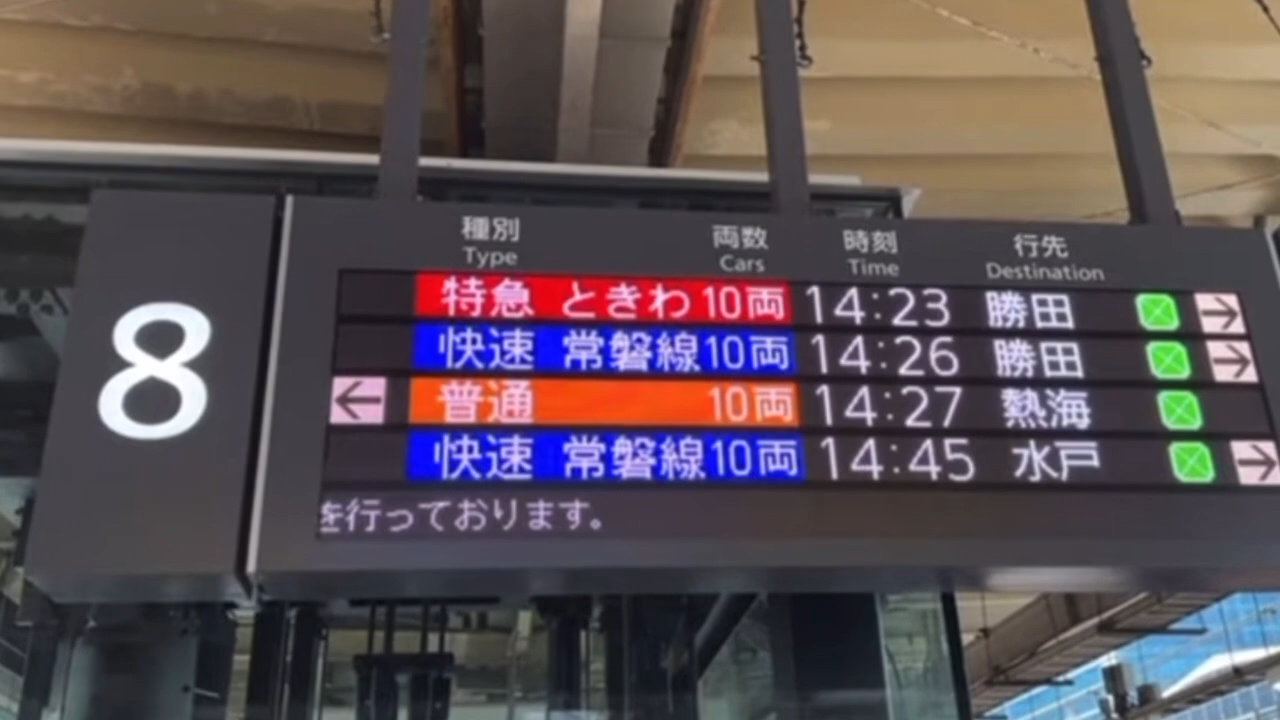 8
種別 両数 時刻 行先
Type Cars Time Destination
特急 ときわ 10両 14:23 勝田 →
快速 常磐線 10両 14:26 勝田 →
← 普通 10両 14:27 熱海
快速 常磐線 10両 14:45 水戸 →
を行っております。